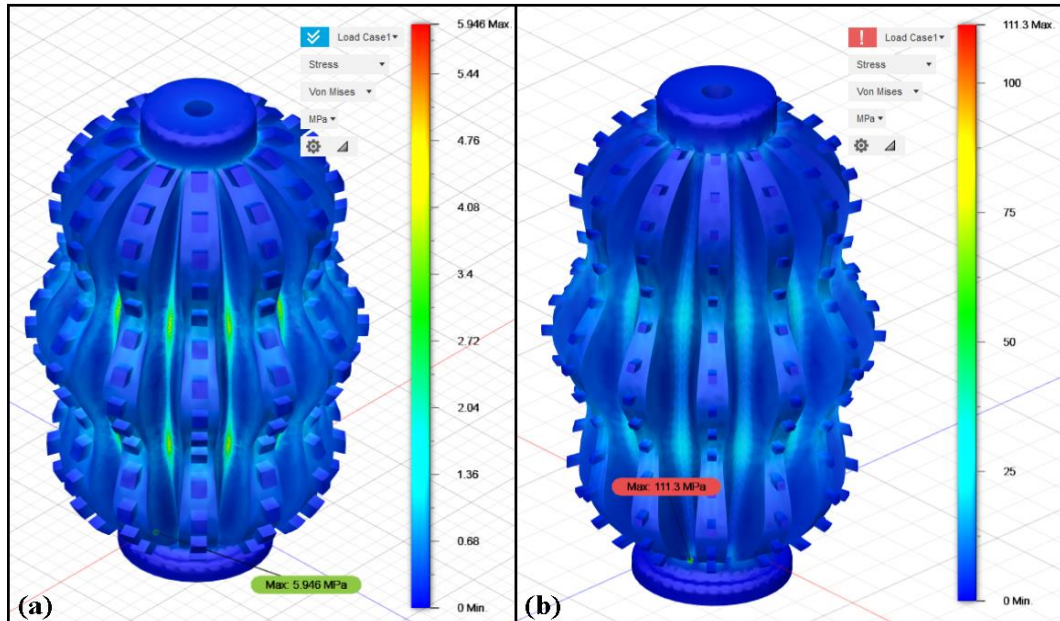 5.946 Max.
Load Case1
Stress
Von Mises
MPa
5.44
4.76
4.08
3.4
2.72
2.04
1.36
0.68
0 Min.
Max: 5.946 MPa
(a)
111.3 Max.
Load Case1
Stress
Von Mises
MPa
100
75
50
25
0 Min.
Max: 111.3 MPa
(b)